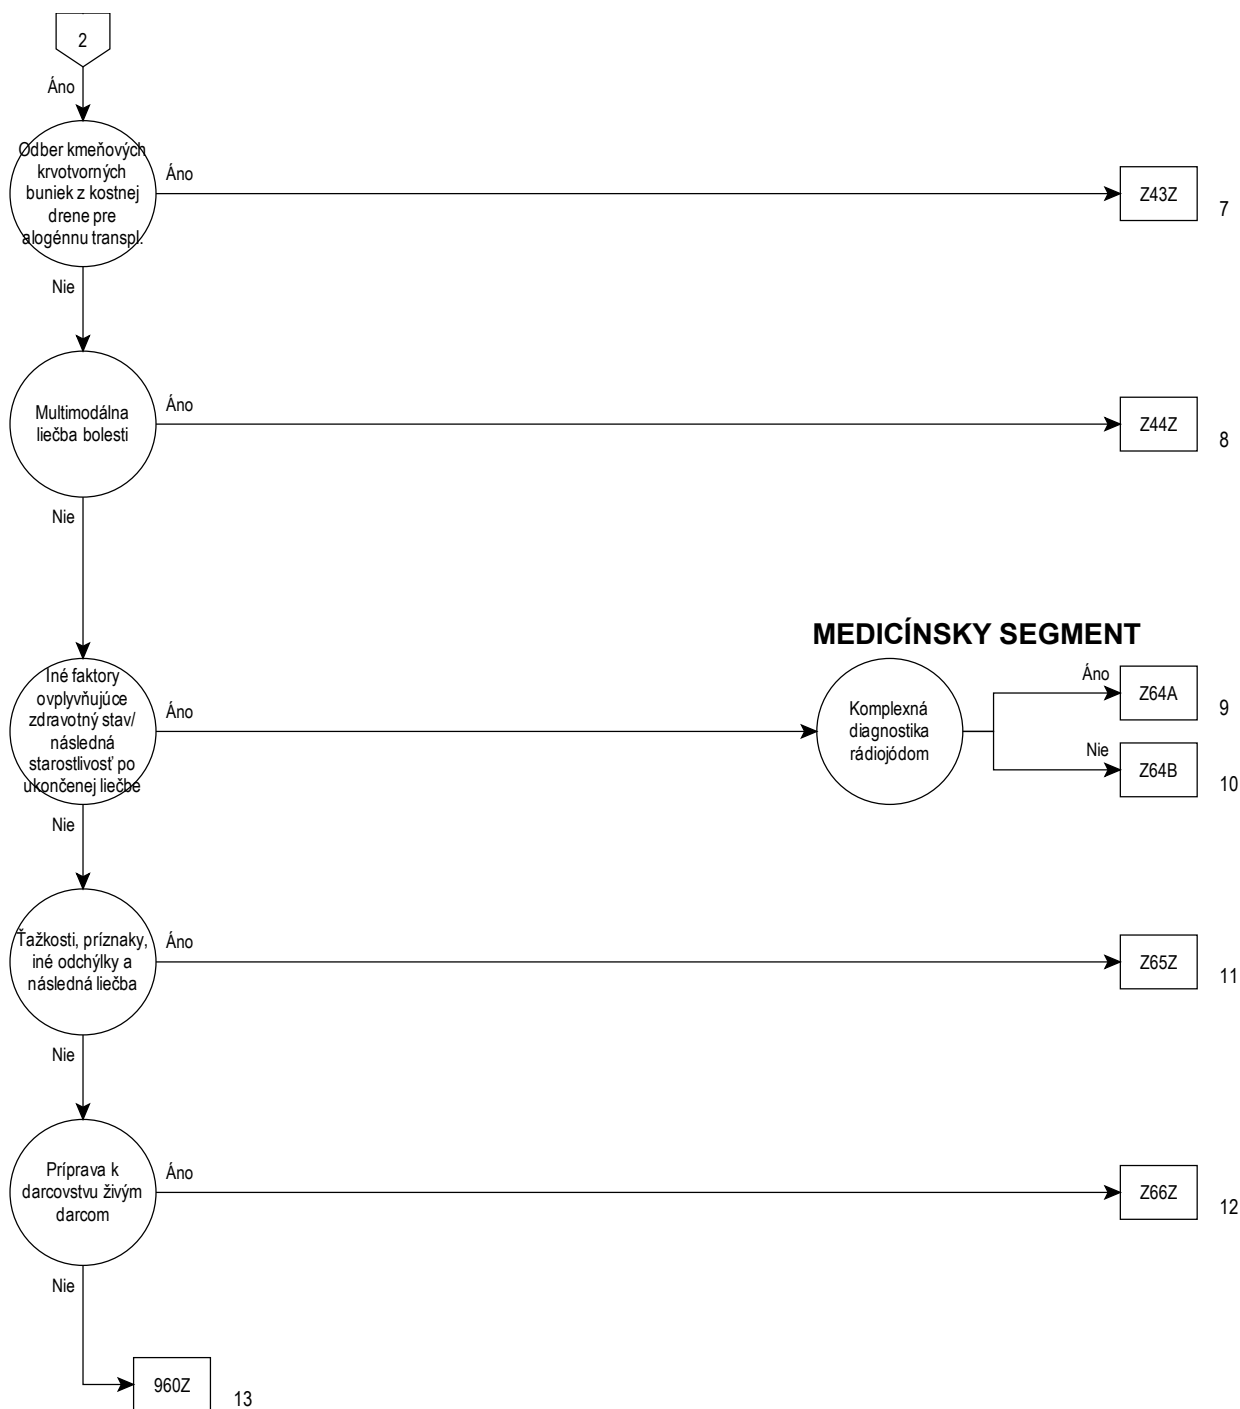 2
Áno
Odber kmeňových
krvotvorných
buniek z kostnej
drene pre
alogénnu transpl.
Áno
Z43Z
7
Nie
Multimodálna
liečba bolesti
Áno
Z44Z
8
Nie
MEDICÍNSKY SEGMENT
Iné faktory
ovplyvňujúce
zdravotný stav/
následná
starostlivosť po
ukončenej liečbe
Áno
Komplexná
diagnostika
rádiojódom
Áno
Z64A
9
Nie
Z64B
10
Nie
Ťažkosti, príznaky,
iné odchýlky a
následná liečba
Áno
Z65Z
11
Nie
Príprava k
darcovstvu živým
darcom
Áno
Z66Z
12
Nie
960Z
13